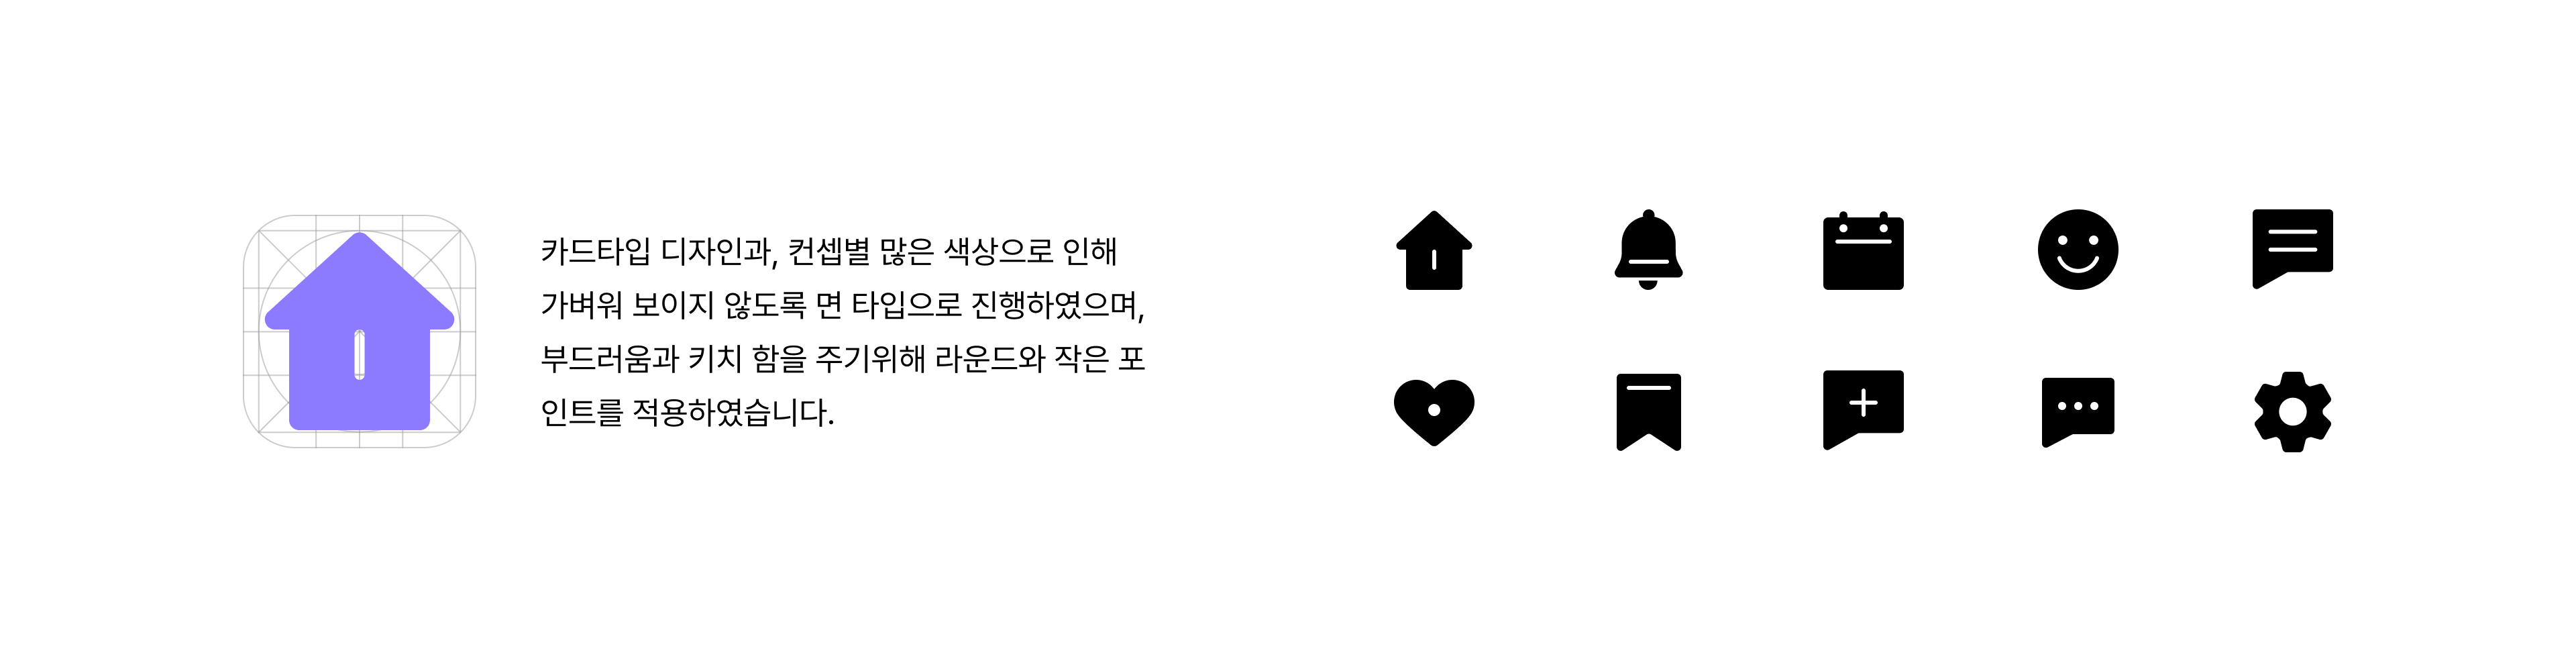 카드타입 디자인과, 컨셉별 많은 색상으로 인해
가벼워 보이지 않도록 면 타입으로 진행하였으며,
부드러움과 키치 함을 주기위해 라운드와 작은 포
인트를 적용하였습니다.